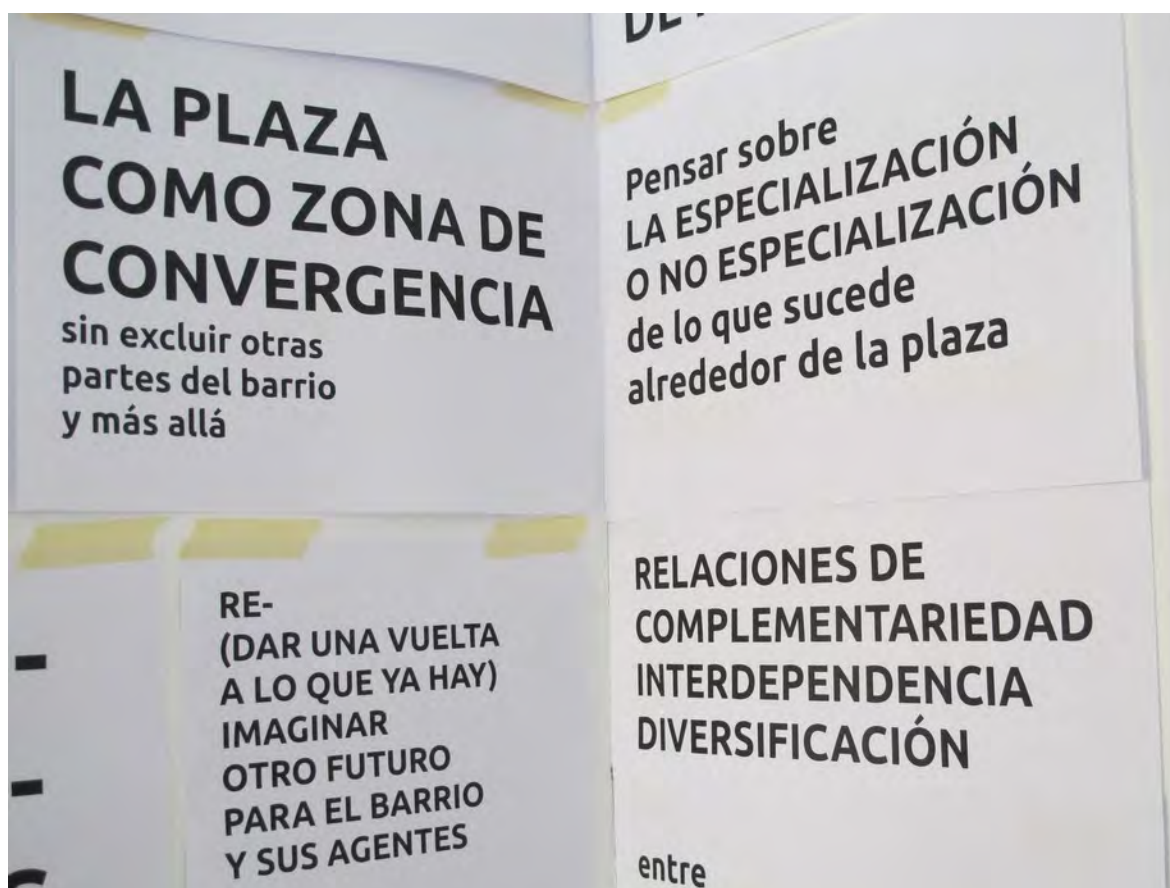 LA PLAZA
COMO ZONA DE
CONVERGENCIA
sin excluir otras
partes del barrio
y más allá
Pensar sobre
LA ESPECIALIZACIÓN
O NO ESPECIALIZACIÓN
de lo que sucede
alrededor de la plaza
RE-
(DAR UNA VUELTA
A LO QUE YA HAY)
IMAGINAR
OTRO FUTURO
PARA EL BARRIO
Y SUS AGENTES
RELACIONES DE
COMPLEMENTARIEDAD
INTERDEPENDENCIA
DIVERSIFICACIÓN
entre